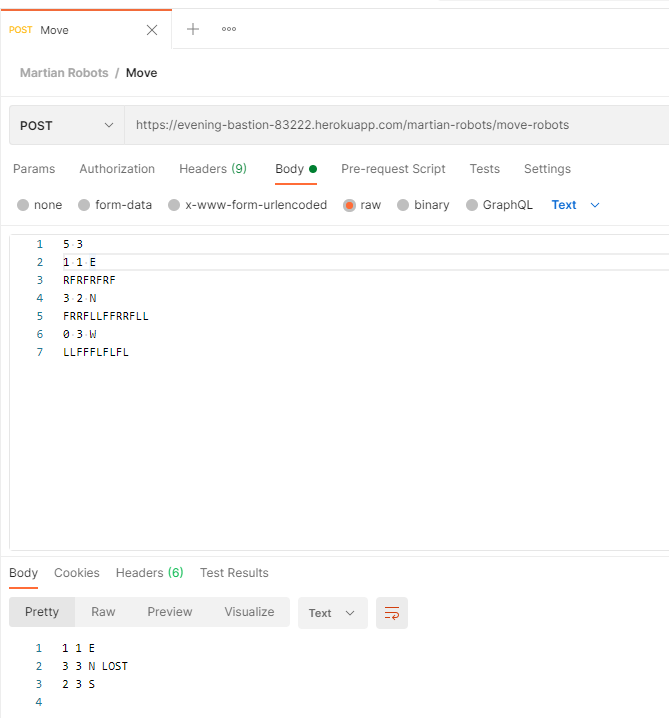 POST Move
Martian Robots / Move
POST https://evening-bastion-83222.herokuapp.com/martian-robots/move-robots
Params Authorization Headers (9) Body Pre-request Script Tests Settings
none form-data x-www-form-urlencoded raw binary GraphQL Text
1 5 3
2 1 1 E
3 RFRFRFRF
4 3 2 N
5 FRRFLLFFRRFLL
6 0 3 W
7 LLFFFLFLFL
Body Cookies Headers (6) Test Results
Pretty Raw Preview Visualize Text
1 1 1 E
2 3 3 N LOST
3 2 3 S
4